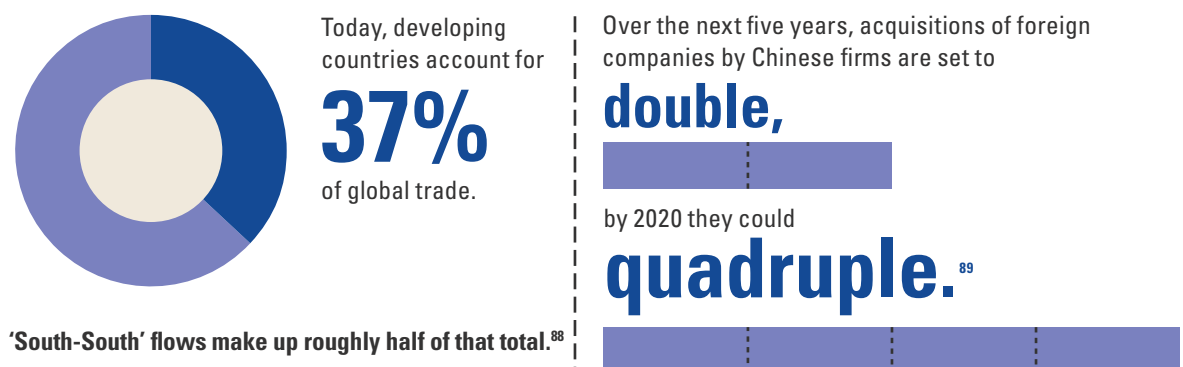 Today, developing
countries account for
37%
of global trade.
‘South-South’ flows make up roughly half of that total.88
Over the next five years, acquisitions of foreign
companies by Chinese firms are set to
double,
by 2020 they could
quadruple.89